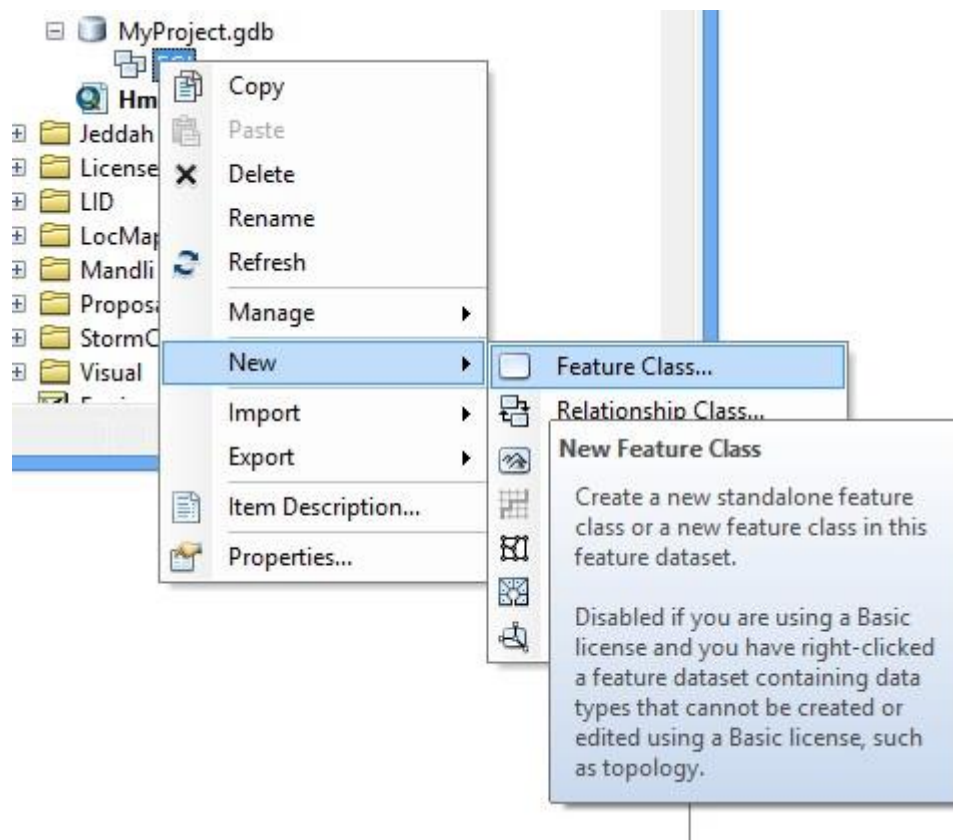 MyProject.gdb
Copy
Hm
Paste
Jeddah
License
Delete
LID
Rename
LocMap
Refresh
Mandli
Proposa
Manage
StormC
New
Visual
Feature Class...
Import
Relationship Class...
Export
New Feature Class
Item Description...
Create a new standalone feature
class or a new feature class in this
Properties...
feature dataset.
Disabled if you are using a Basic
license and you have right-clicked
a feature dataset containing data
types that cannot be created or
edited using a Basic license, such
as topology.